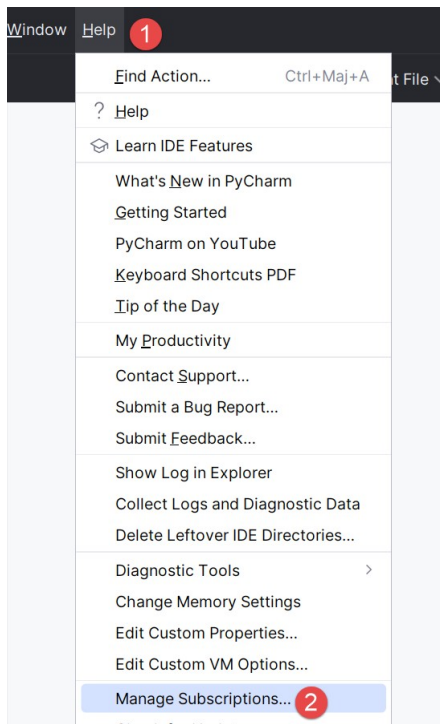 Window Help 1
Find Action... Ctrl+Maj+A
t File
? Help
Learn IDE Features
What's New in PyCharm
Getting Started
PyCharm on YouTube
Keyboard Shortcuts PDF
Tip of the Day
My Productivity
Contact Support...
Submit a Bug Report...
Submit Feedback...
Show Log in Explorer
Collect Logs and Diagnostic Data
Delete Leftover IDE Directories...
Diagnostic Tools
Change Memory Settings
Edit Custom Properties...
Edit Custom VM Options...
Manage Subscriptions... 2